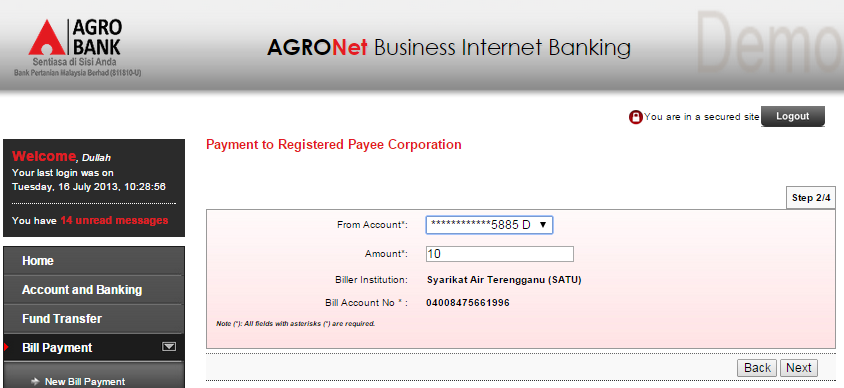 AGRO
BANK
Sentiasa di Sisi Anda
Bank Pertanian Malaysia Berhad (811810-U)
AGRONet Business Internet Banking
Demo
You are in a secured site
Logout
Welcome, Dullah
Your last login was on
Tuesday, 16 July 2013, 10:28:56
You have 14 unread messages
Home
Account and Banking
Fund Transfer
Bill Payment
New Bill Payment
Payment to Registered Payee Corporation
Step 2/4
From Account*: ************5885 D
Amount*: 10
Biller Institution: Syarikat Air Terengganu (SATU)
Bill Account No * : 04008475661996
Note (*): All fields with asterisks (*) are required.
Back Next